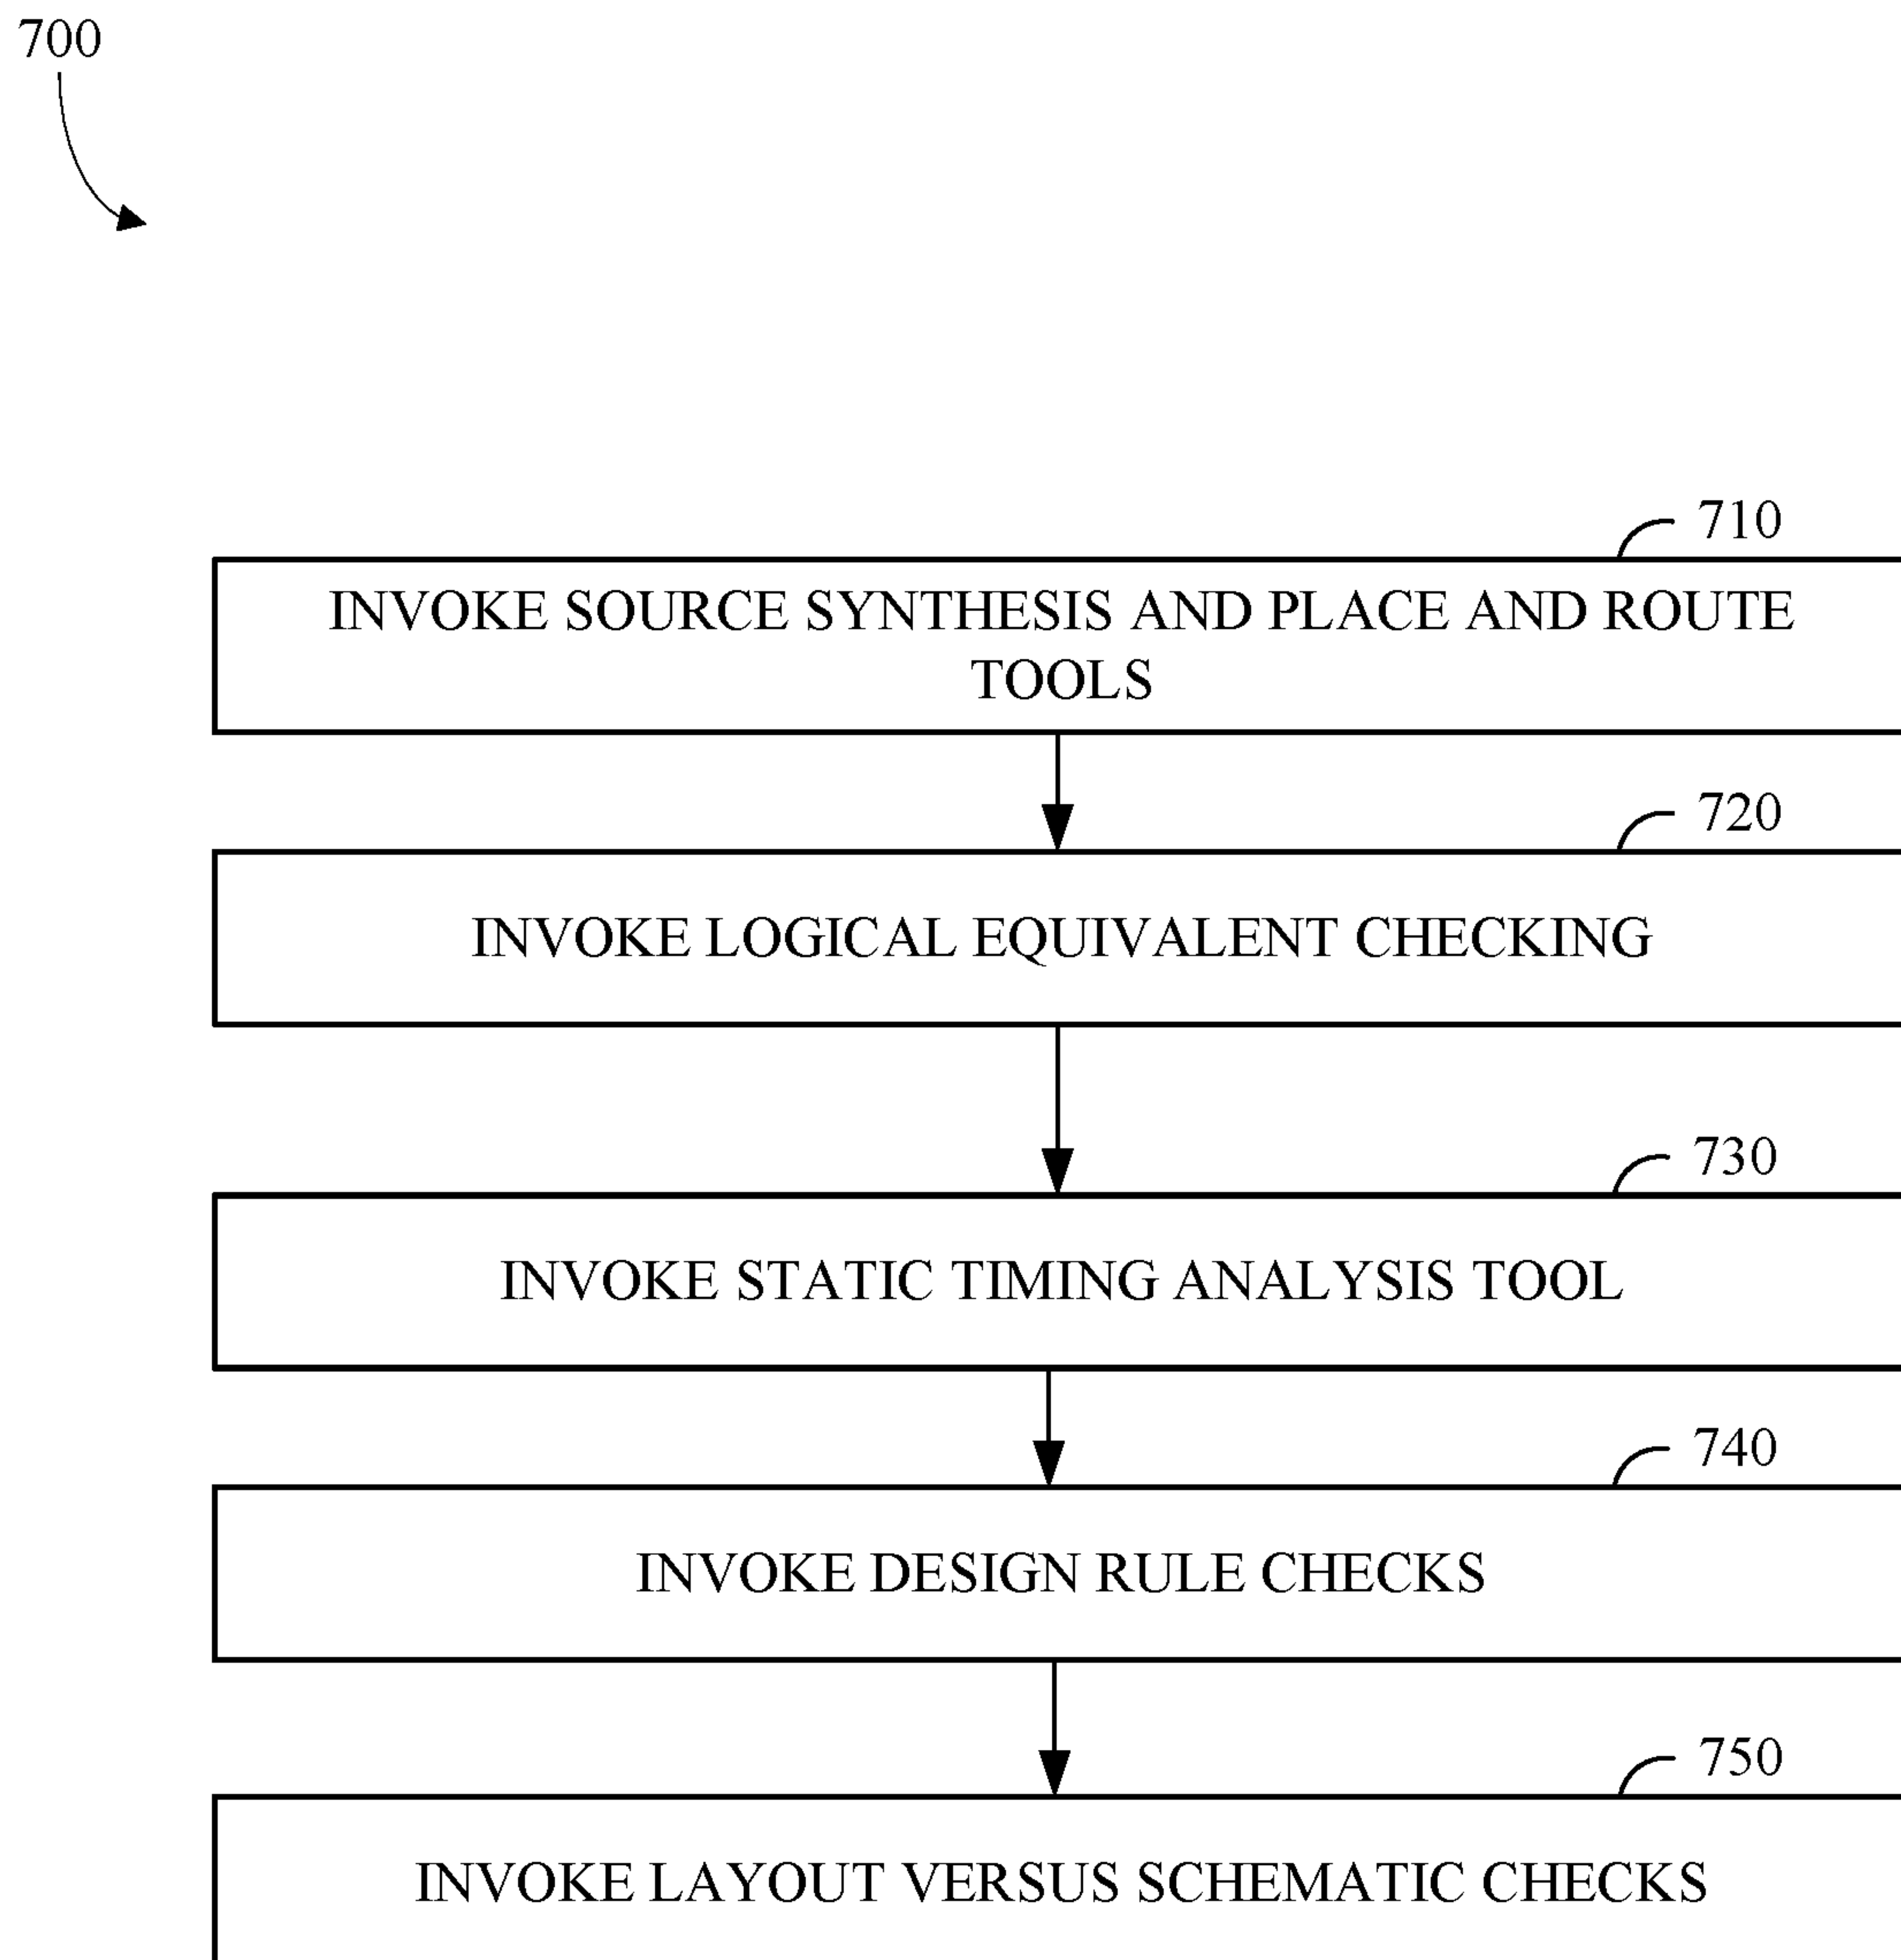 700
710
INVOKE SOURCE SYNTHESIS AND PLACE AND ROUTE
TOOLS
720
INVOKE LOGICAL EQUIVALENT CHECKING
730
INVOKE STATIC TIMING ANALYSIS TOOL
740
INVOKE DESIGN RULE CHECKS
750
INVOKE LAYOUT VERSUS SCHEMATIC CHECKS